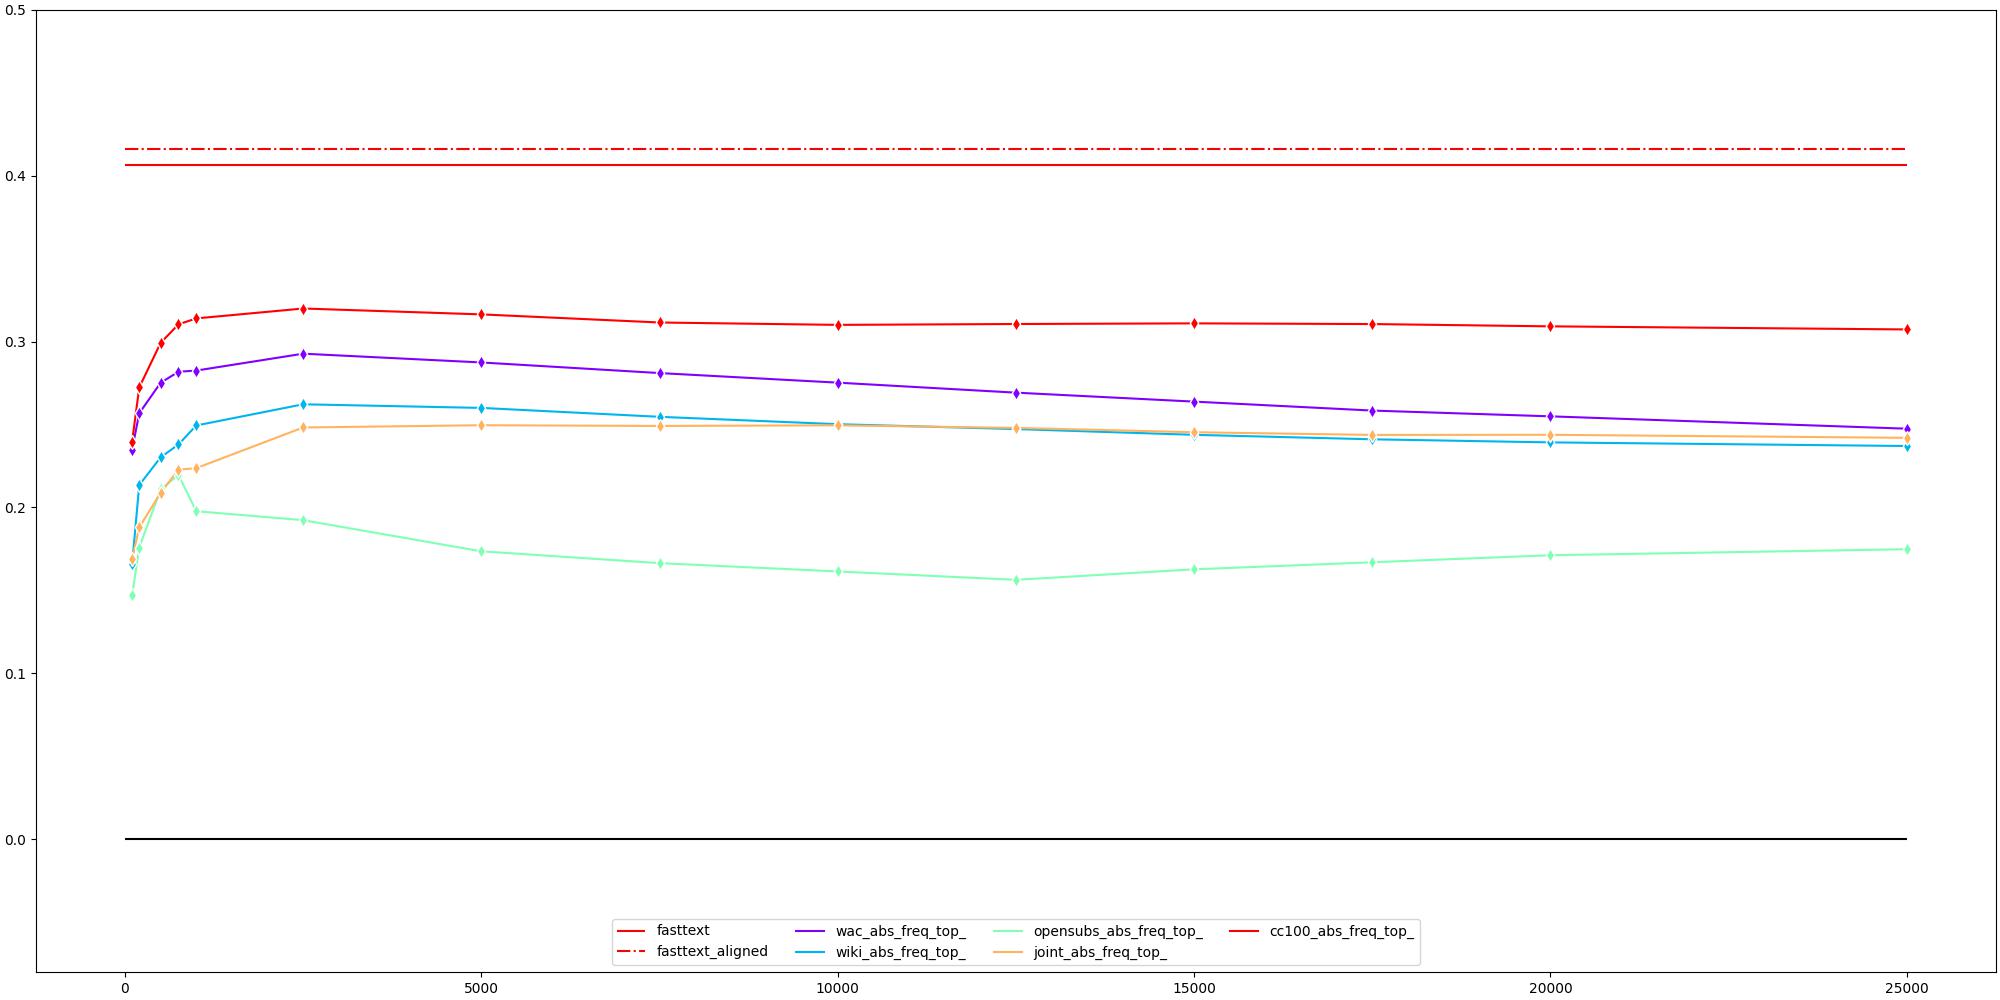 0.5
0.4
0.3
0.2
0.1
0.0
fasttext
fasttext_aligned
wac_abs_freq_top_
wiki_abs_freq_top_
opensubs_abs_freq_top_
joint_abs_freq_top_
cc100_abs_freq_top_
0 5000 10000 15000 20000 25000